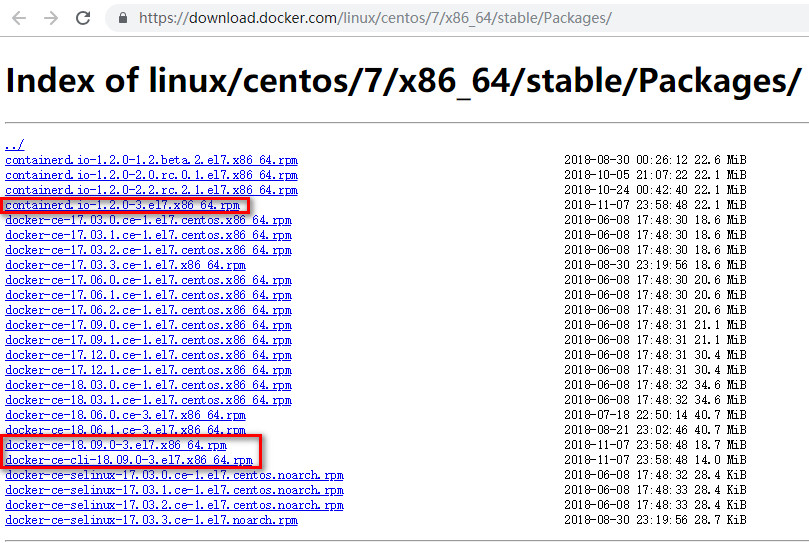 https://download.docker.com/linux/centos/7/x86_64/stable/Packages/
Index of linux/centos/7/x86_64/stable/Packages/
../
containerd.io-1.2.0-1.2.beta.2.el7.x86_64.rpm 2018-08-30 00:26:12 22.6 MiB
containerd.io-1.2.0-2.0.rc.0.1.el7.x86_64.rpm 2018-10-05 21:07:22 22.1 MiB
containerd.io-1.2.0-2.2.rc.2.1.el7.x86_64.rpm 2018-10-24 00:42:40 22.1 MiB
containerd.io-1.2.0-3.el7.x86_64.rpm 2018-11-07 23:58:48 22.1 MiB
docker-ce-17.03.0.ce-1.el7.centos.x86_64.rpm 2018-06-08 17:48:30 18.6 MiB
docker-ce-17.03.1.ce-1.el7.centos.x86_64.rpm 2018-06-08 17:48:30 18.6 MiB
docker-ce-17.03.2.ce-1.el7.centos.x86_64.rpm 2018-06-08 17:48:30 18.6 MiB
docker-ce-17.03.3.ce-1.el7.x86_64.rpm 2018-08-30 23:19:56 18.6 MiB
docker-ce-17.06.0.ce-1.el7.centos.x86_64.rpm 2018-06-08 17:48:30 20.6 MiB
docker-ce-17.06.1.ce-1.el7.centos.x86_64.rpm 2018-06-08 17:48:30 20.6 MiB
docker-ce-17.06.2.ce-1.el7.centos.x86_64.rpm 2018-06-08 17:48:31 20.6 MiB
docker-ce-17.09.0.ce-1.el7.centos.x86_64.rpm 2018-06-08 17:48:31 21.1 MiB
docker-ce-17.09.1.ce-1.el7.centos.x86_64.rpm 2018-06-08 17:48:31 21.1 MiB
docker-ce-17.12.0.ce-1.el7.centos.x86_64.rpm 2018-06-08 17:48:31 30.4 MiB
docker-ce-17.12.1.ce-1.el7.centos.x86_64.rpm 2018-06-08 17:48:31 30.4 MiB
docker-ce-18.03.0.ce-1.el7.centos.x86_64.rpm 2018-06-08 17:48:32 34.6 MiB
docker-ce-18.03.1.ce-1.el7.centos.x86_64.rpm 2018-06-08 17:48:32 34.6 MiB
docker-ce-18.06.0.ce-3.el7.x86_64.rpm 2018-07-18 22:50:14 40.7 MiB
docker-ce-18.06.1.ce-3.el7.x86_64.rpm 2018-08-21 23:02:46 40.7 MiB
docker-ce-18.09.0-3.el7.x86_64.rpm 2018-11-07 23:58:48 18.7 MiB
docker-ce-cli-18.09.0-3.el7.x86_64.rpm 2018-11-07 23:58:48 14.0 MiB
docker-ce-selinux-17.03.0.ce-1.el7.centos.noarch.rpm 2018-06-08 17:48:32 28.4 KiB
docker-ce-selinux-17.03.1.ce-1.el7.centos.noarch.rpm 2018-06-08 17:48:33 28.4 KiB
docker-ce-selinux-17.03.2.ce-1.el7.centos.noarch.rpm 2018-06-08 17:48:33 28.4 KiB
docker-ce-selinux-17.03.3.ce-1.el7.noarch.rpm 2018-08-30 23:19:56 28.7 KiB